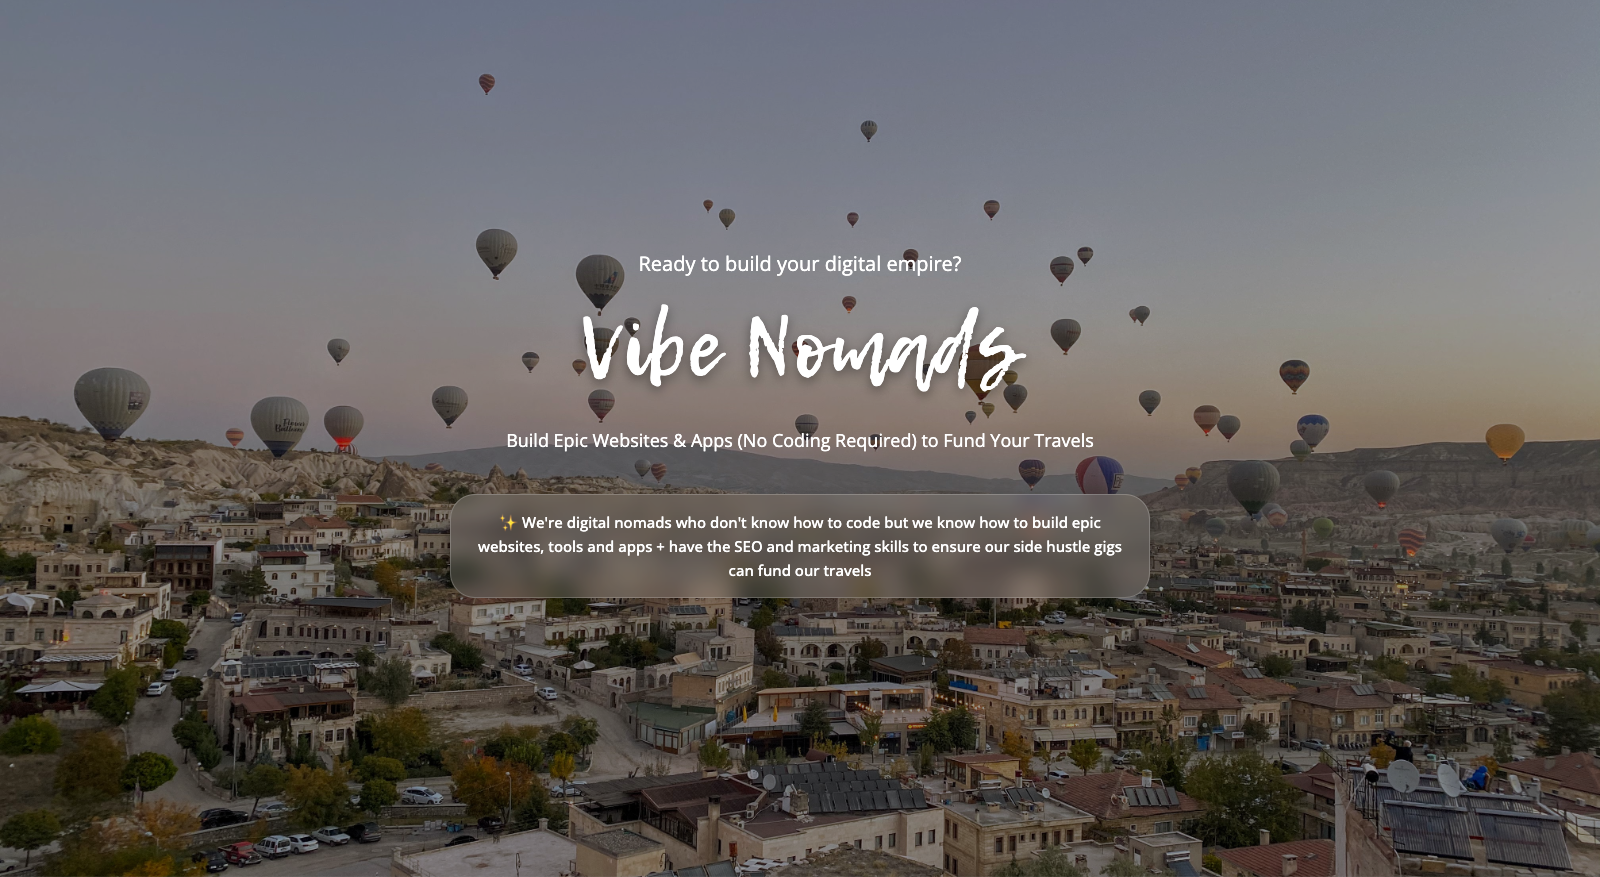 Ready to build your digital empire?
Vibe Nomads
Build Epic Websites & Apps (No Coding Required) to Fund Your Travels
✨ We're digital nomads who don't know how to code but we know how to build epic
websites, tools and apps + have the SEO and marketing skills to ensure our side hustle gigs
can fund our travels